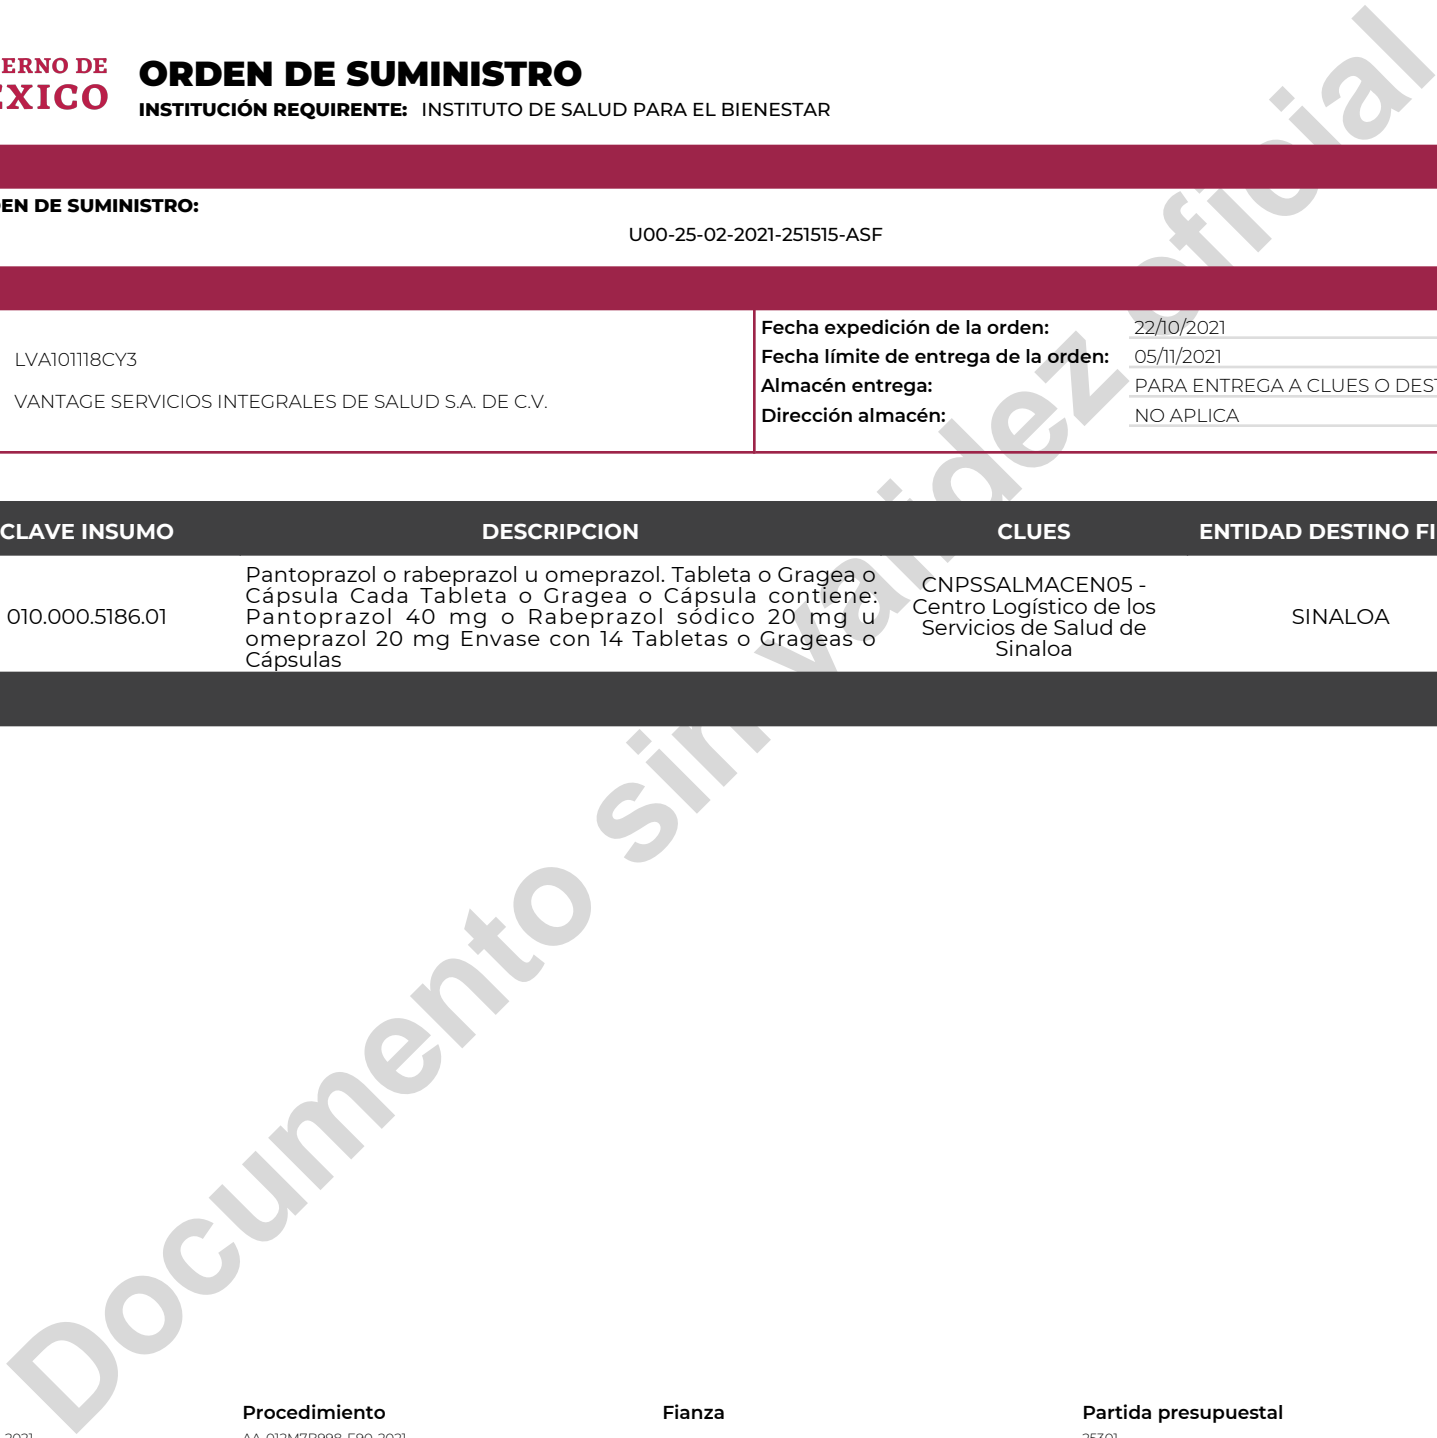 ERNO DE
ÉXICO
ORDEN DE SUMINISTRO
INSTITUCIÓN REQUIRENTE: INSTITUTO DE SALUD PARA EL BIENESTAR
EN DE SUMINISTRO:
U00-25-02-2021-251515-ASF
LVA101118CY3
VANTAGE SERVICIOS INTEGRALES DE SALUD S.A. DE C.V.
Fecha expedición de la orden: 22/10/2021
Fecha límite de entrega de la orden: 05/11/2021
Almacén entrega: PARA ENTREGA A CLUES O DEST
Dirección almacén: NO APLICA
CLAVE INSUMO DESCRIPCION CLUES ENTIDAD DESTINO FI
010.000.5186.01
Pantoprazol o rabeprazol u omeprazol. Tableta o Gragea o
Cápsula Cada Tableta o Gragea o Cápsula contiene:
Pantoprazol 40 mg o Rabeprazol sódico 20 mg u
omeprazol 20 mg Envase con 14 Tabletas o Grageas o
Cápsulas
CNPSSALMACEN05 -
Centro Logístico de los
Servicios de Salud de
Sinaloa
SINALOA
Documento sin validez oficial
Procedimiento Fianza Partida presupuestal